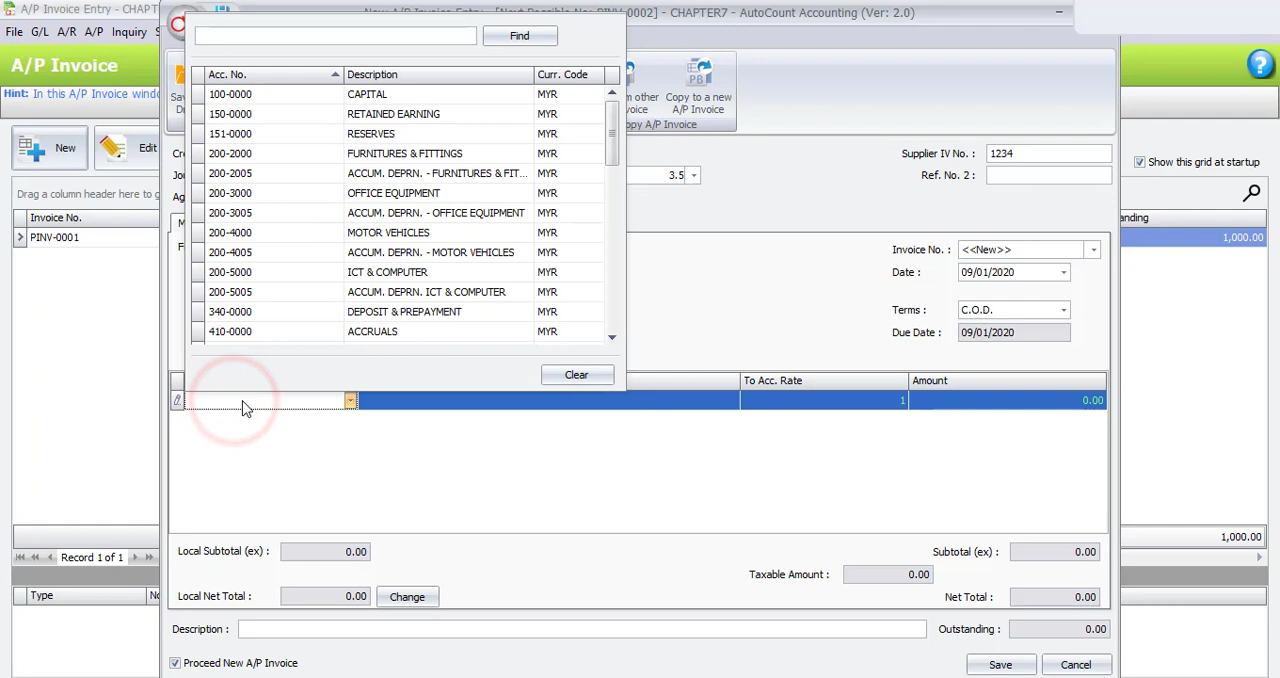 A/P Invoice Entry - CHAPT
[Next Possible No: PINV-0002] - CHAPTER7 - AutoCount Accounting (Ver: 2.0)
File G/L A/R A/P Inquiry
A/P Invoice
Hint: In this A/P Invoice windo
New
Edit
Drag a column header here to g
Invoice No.
PINV-0001
Record 1 of 1
Type
Find
Acc. No. Description Curr. Code
100-0000 CAPITAL MYR
150-0000 RETAINED EARNING MYR
151-0000 RESERVES MYR
200-2000 FURNITURES & FITTINGS MYR
200-2005 ACCUM. DEPRN. - FURNITURES & FIT... MYR
200-3000 OFFICE EQUIPMENT MYR
200-3005 ACCUM. DEPRN. - OFFICE EQUIPMENT MYR
200-4000 MOTOR VEHICLES MYR
200-4005 ACCUM. DEPRN. - MOTOR VEHICLES MYR
200-5000 ICT & COMPUTER MYR
200-5005 ACCUM. DEPRN. ICT & COMPUTER MYR
340-0000 DEPOSIT & PREPAYMENT MYR
410-0000 ACCRUALS MYR
Clear
Copy to a new
A/P Invoice
opy A/P Invoice
3.5
Supplier IV No. : 1234
Ref. No. 2 :
Invoice No. : <<New>>
Date : 09/01/2020
Terms : C.O.D.
Due Date : 09/01/2020
To Acc. Rate Amount
1 0.00
Local Subtotal (ex) : 0.00
Subtotal (ex) : 0.00
Taxable Amount : 0.00
Local Net Total : 0.00 Change
Net Total : 0.00
Description :
Outstanding : 0.00
Proceed New A/P Invoice
Save Cancel
Show this grid at startup
nding
1,000.00
1,000.00